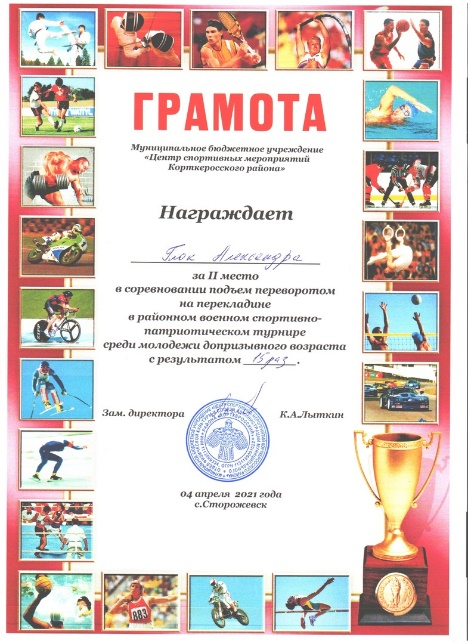 ГРАМОТА
Муниципальное бюджетное учреждение
«Центр спортивных мероприятий
Корткеросского района»
Награждает
Глок Александра
за II место
в соревновании подъем переворотом
на перекладине
в районном военном спортивно-
патриотическом турнире
среди молодежи допризывного возраста
с результатом 15 раз .
Зам. директора К.А.Лыткин
04 апреля 2021 года
с.Сторожевск
883